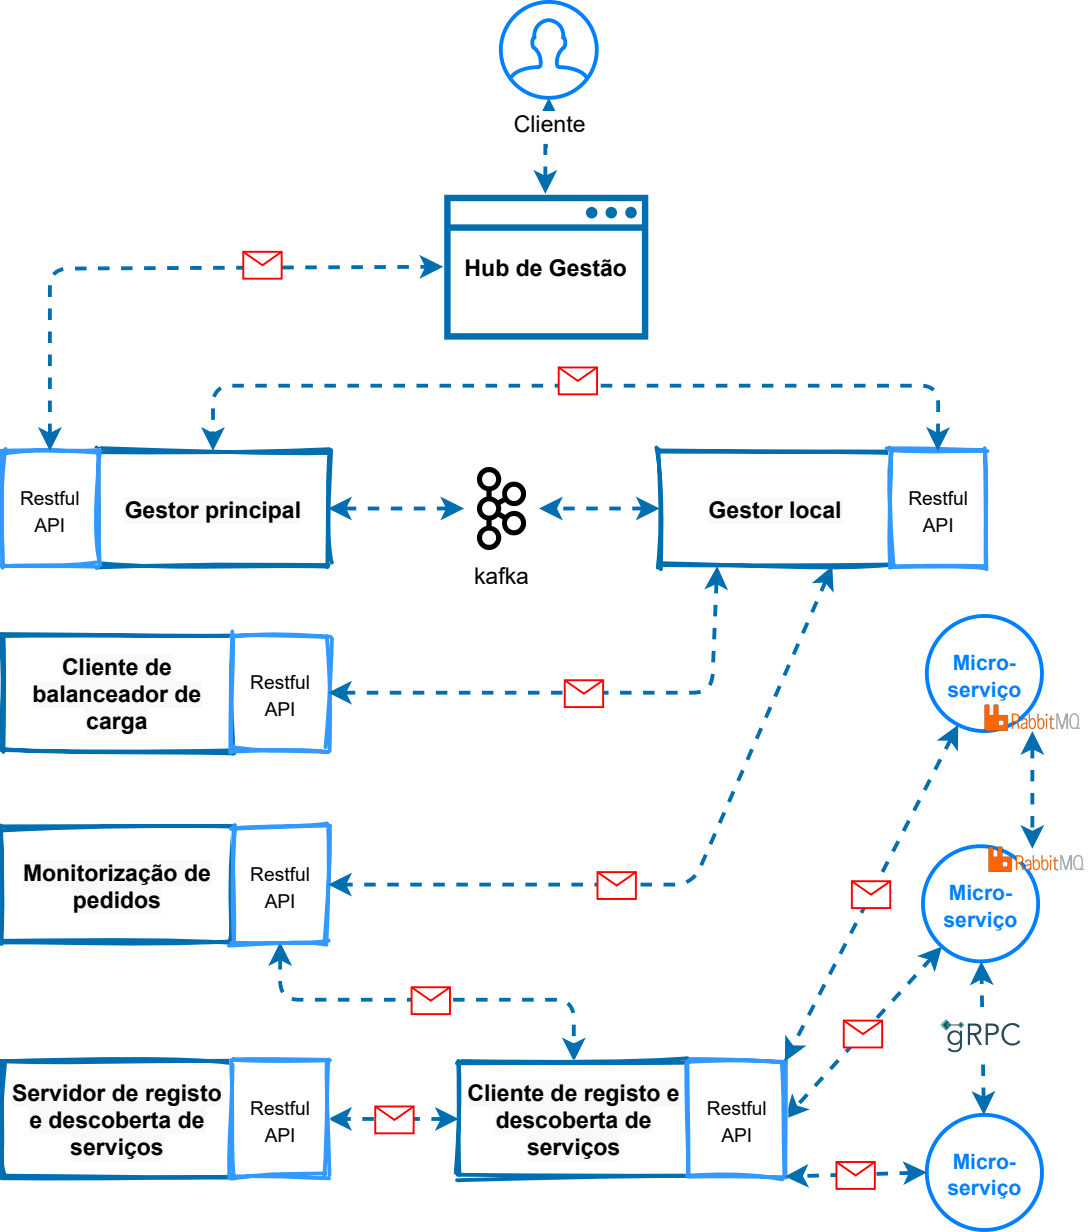 Cliente
Hub de Gestão
Restful
API
Gestor principal
kafka
Gestor local
Restful
API
Cliente de
balanceador de
carga
Restful
API
Micro-
serviço
RabbitMQ
Monitorização de
pedidos
Restful
API
RabbitMQ
Micro-
serviço
gRPC
Servidor de registo
e descoberta de
serviços
Restful
API
Cliente de registo e
descoberta de
serviços
Restful
API
Micro-
serviço